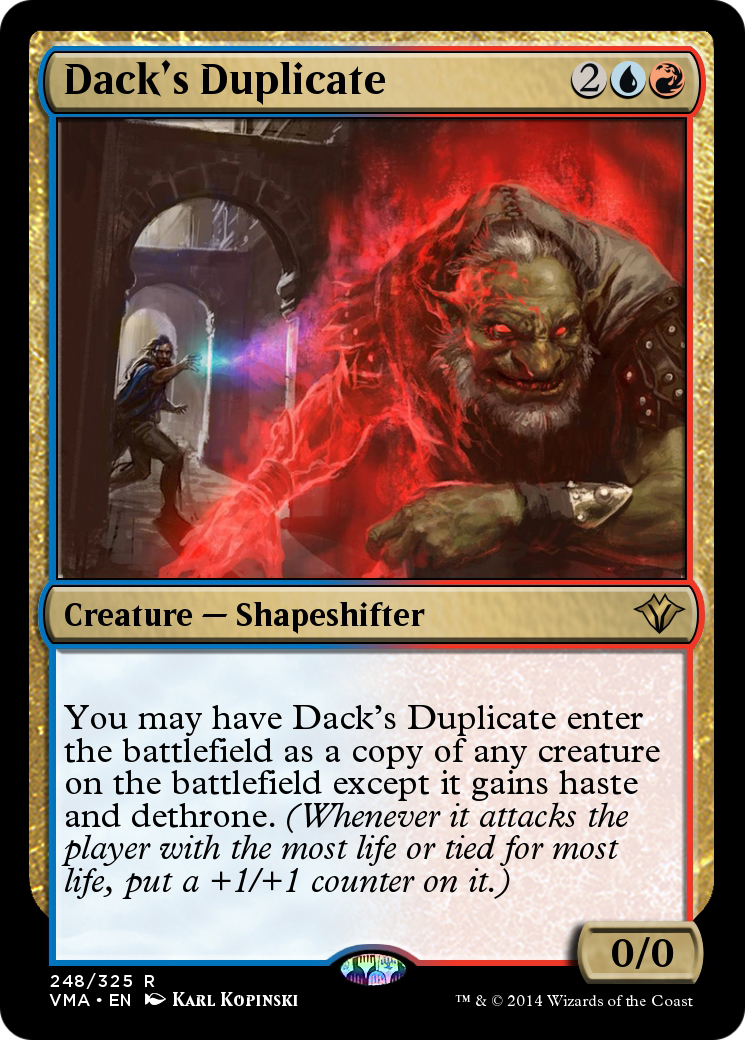 Dack's Duplicate 2
Creature — Shapeshifter
You may have Dack's Duplicate enter
the battlefield as a copy of any creature
on the battlefield except it gains haste
and dethrone. (Whenever it attacks the
player with the most life or tied for most
life, put a +1/+1 counter on it.)
0/0
248/325 R
VMA • EN Karl Kopinski
™ & © 2014 Wizards of the Coast